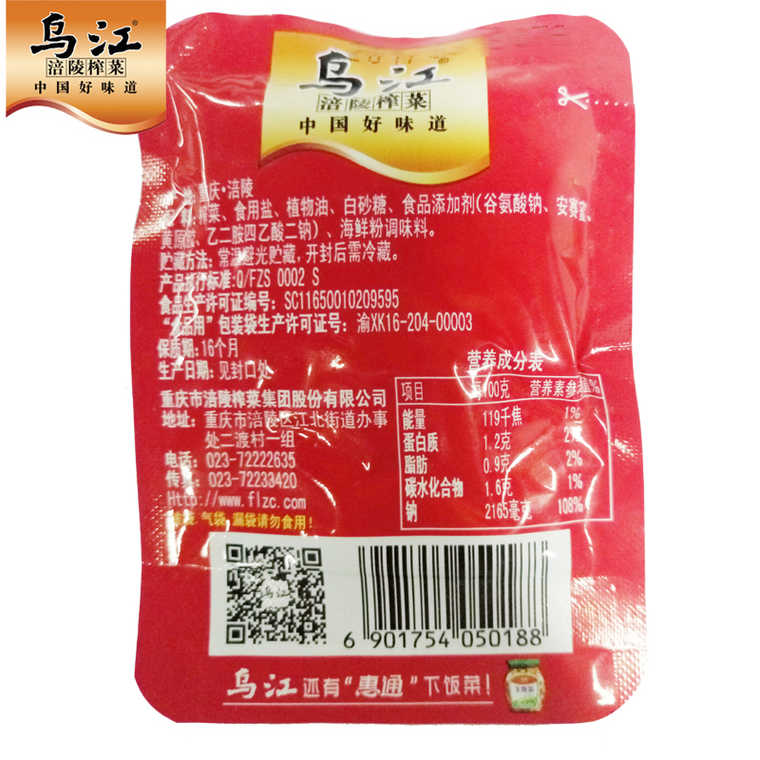 乌江
涪陵榨菜
中国好味道
乌江
涪陵榨菜
中国好味道
重庆·涪陵
榨菜、食用盐、植物油、白砂糖、食品添加剂(谷氨酸钠、安赛蜜、
黄原胶、乙二胺四乙酸二钠)、海鲜粉调味料。
贮藏方法: 常温避光贮藏,开封后需冷藏。
产品执行标准:Q/FZS 0002 S
食品生产许可证编号: SC11650010209595
“食品用”包装袋生产许可证号: 渝XK16-204-00003
保质期: 16个月
生产日期: 见封口处
重庆市涪陵榨菜集团股份有限公司
地址: 重庆市涪陵区江北街道办事
处二渡村一组
电话: 023-72222635
传真: 023-72233420
Http://www.flzc.com
气袋、漏袋请勿食用!
营养成分表
项目 100克 营养素参考值%
能量 119千焦 1%
蛋白质 1.2克 2%
脂肪 0.9克 2%
碳水化合物 1.6克 1%
钠 2165毫克 108%
乌江
6 901754 050188
乌江 还有“惠通”下饭菜!